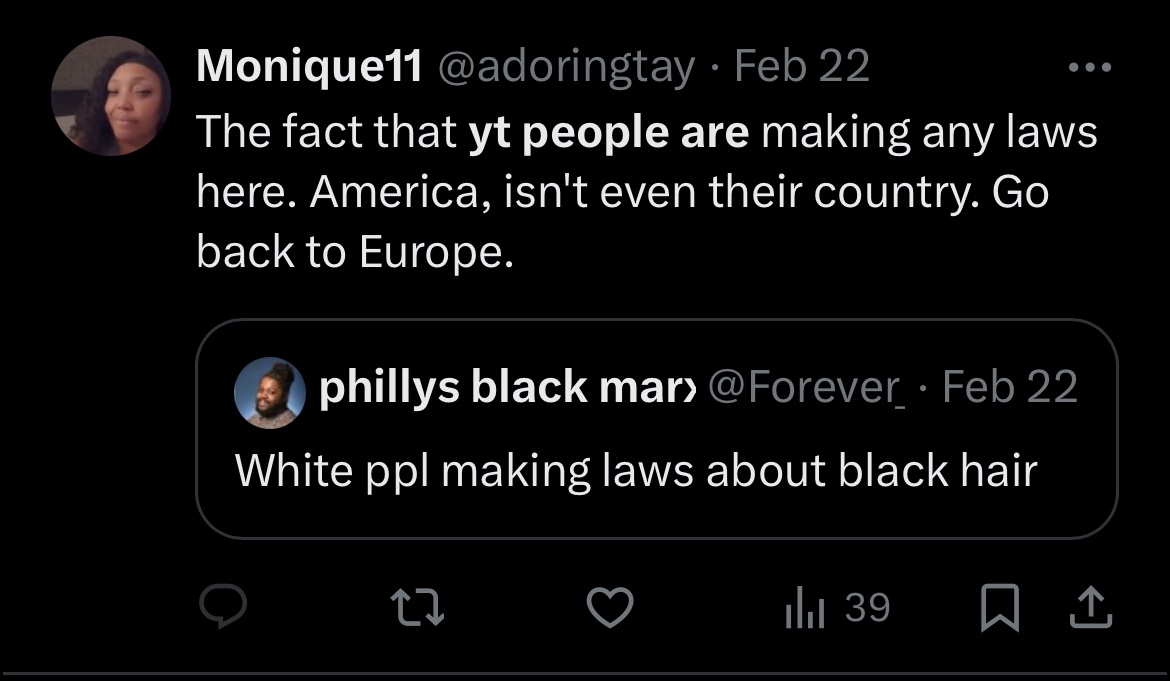 Monique11 @adoringtay · Feb 22
The fact that yt people are making any laws
here. America, isn't even their country. Go
back to Europe.
phillys black marx @Forever_ · Feb 22
White ppl making laws about black hair
39